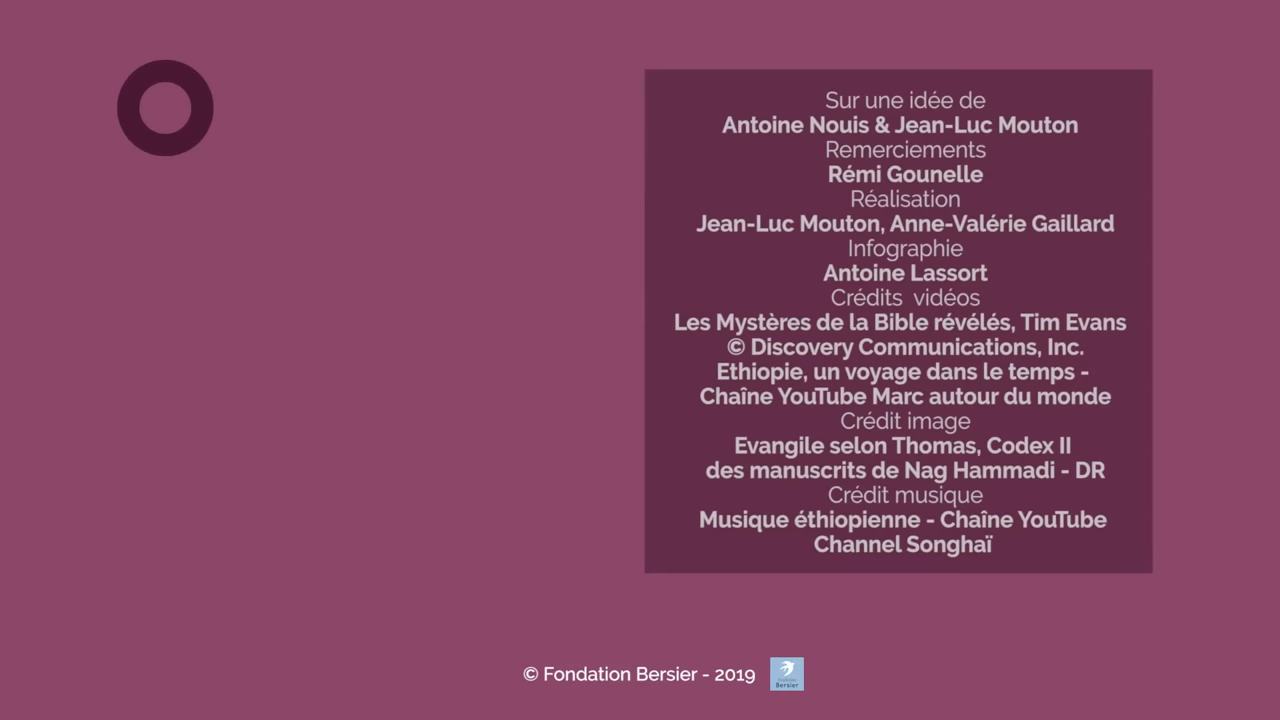 Sur une idée de
Antoine Nouis & Jean-Luc Mouton
Remerciements
Rémi Gounelle
Réalisation
Jean-Luc Mouton, Anne-Valérie Gaillard
Infographie
Antoine Lassort
Crédits vidéos
Les Mystères de la Bible révélés, Tim Evans
© Discovery Communications, Inc.
Ethiopie, un voyage dans le temps -
Chaîne YouTube Marc autour du monde
Crédit image
Evangile selon Thomas, Codex II
des manuscrits de Nag Hammadi - DR
Crédit musique
Musique éthiopienne - Chaîne YouTube
Channel Songhaï
© Fondation Bersier - 2019
Bersier